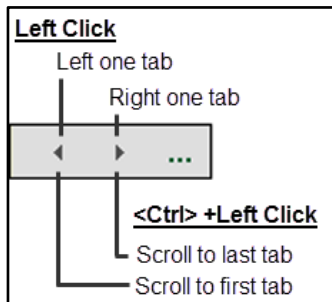 Left Click
Left one tab
Right one tab
...
<Ctrl> +Left Click
Scroll to last tab
Scroll to first tab